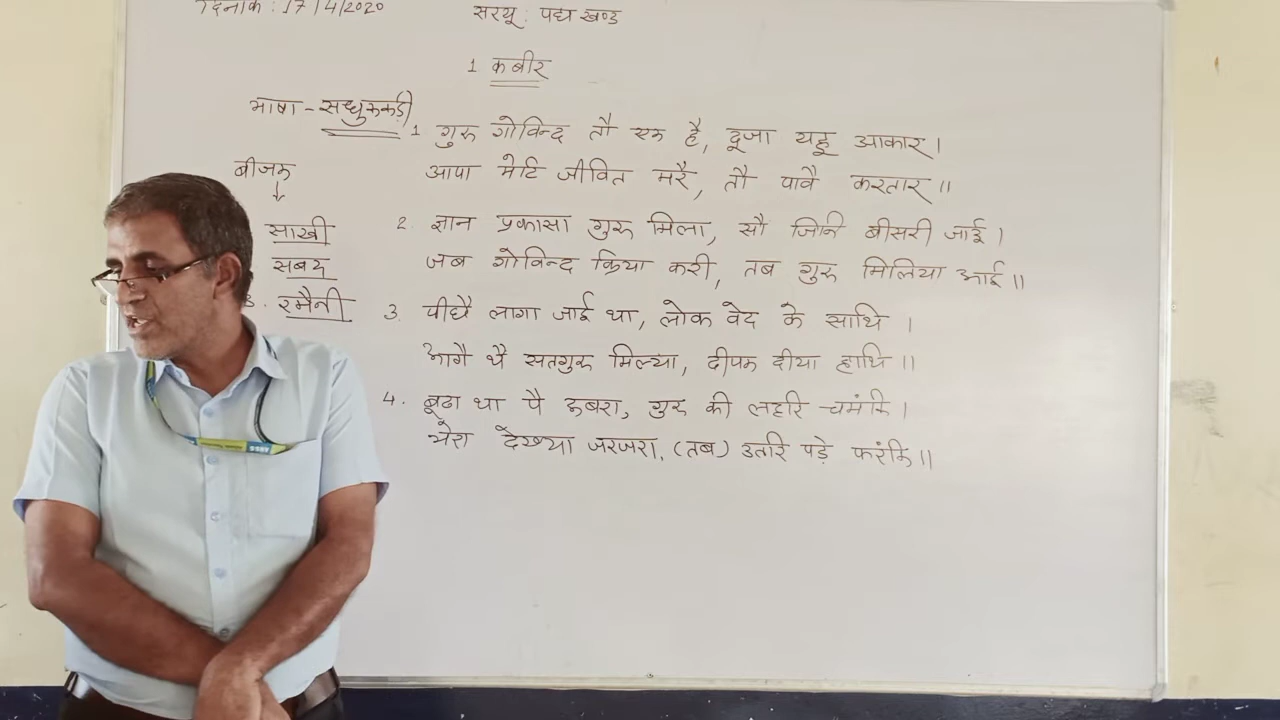 दिनांक : 17/4/2020
सरयू : पद्य खण्ड
1 कबीर
भाषा - सधुक्कड़ी
बीजक
↓
साखी
सबद
3. रमैनी
1 गुरु गोविन्द तौ एक है, दूजा यहू आकार।
आपा मेटि जीवित मरै, तौ पावै करतार॥
2. ज्ञान प्रकासा गुरु मिला, सौ जिनि बीसरी जाई।
जब गोविन्द क्रिया करी, तब गुरु मिलिया आई॥
3. पीछै लागा जाई था, लोक वेद के साथि।
आगै थै सतगुरु मिल्या, दीपक दीया हाथि॥
4. बूडा था पै ऊबरा, गुरु की लहरि चमंकि।
भेरा देख्या जरजरा, (तब) उतरि पड़े फरंकि॥